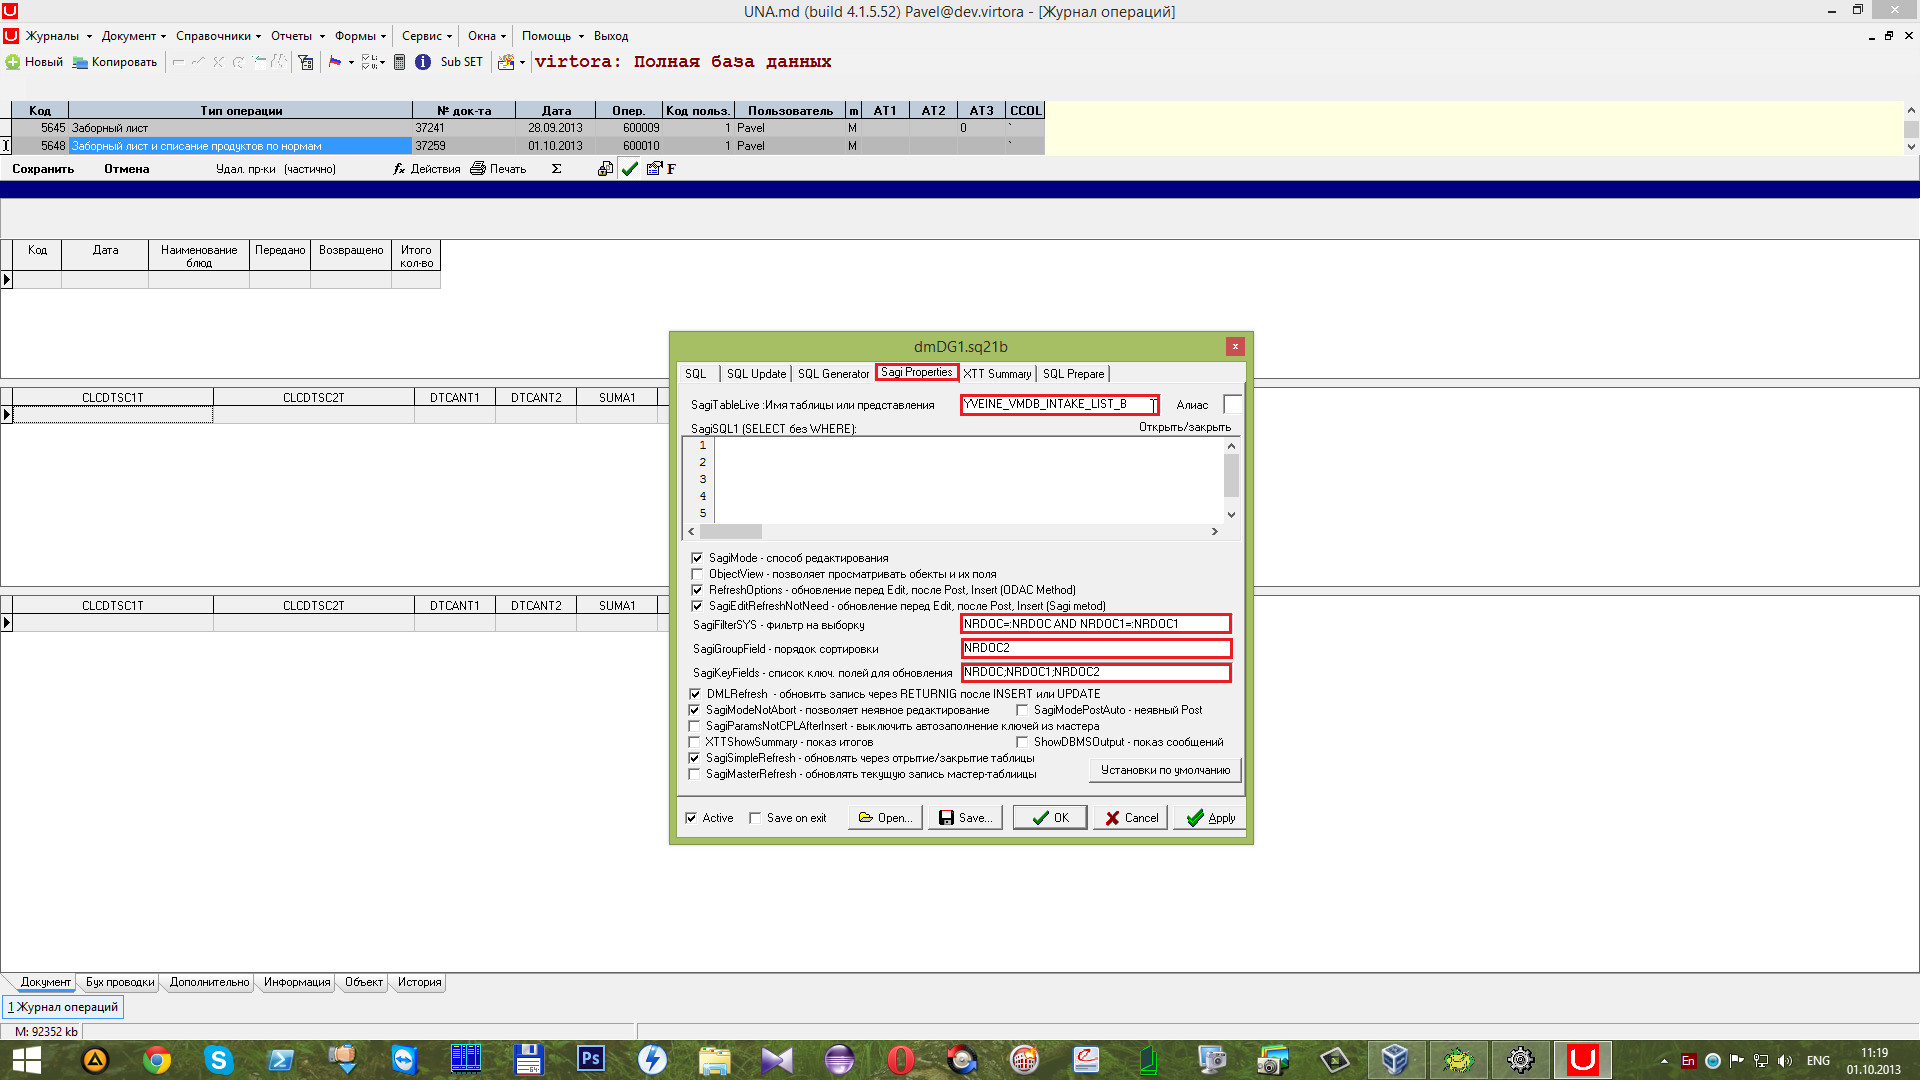 UNA.md (build 4.1.5.52) Pavel@dev.virtora - [Журнал операций]
Журналы Документ Справочники Отчеты Формы Сервис Окна Помощь Выход
Новый Копировать Sub SET virtora: Полная база данных
Код Тип операции № док-та Дата Опер. Код польз. Пользователь m AT1 AT2 AT3 CCOL
5645 Заборный лист 37241 28.09.2013 600009 1 Pavel M 0 `
5648 Заборный лист и списание продуктов по нормам 37259 01.10.2013 600010 1 Pavel M `
Сохранить Отмена Удал. пр-ки (частично) fx Действия Печать Σ F
Код Дата Наименование блюд Передано Возвращено Итого кол-во
CLCDTSC1T CLCDTSC2T DTCANT1 DTCANT2 SUMA1
CLCDTSC1T CLCDTSC2T DTCANT1 DTCANT2 SUMA1
dmDG1.sq21b
SQL SQL Update SQL Generator Sagi Properties XTT Summary SQL Prepare
SagiTableLive :Имя таблицы или представления YVEINE_VMDB_INTAKE_LIST_B Алиас
SagiSQL1 (SELECT без WHERE): Открыть/закрыть
1
2
3
4
5
SagiMode - способ редактирования
ObjectView - позволяет просматривать обекты и их поля
RefreshOptions - обновление перед Edit, после Post, Insert (ODAC Method)
SagiEditRefreshNotNeed - обновление перед Edit, после Post, Insert (Sagi metod)
SagiFilterSYS - фильтр на выборку NRDOC=:NRDOC AND NRDOC1=:NRDOC1
SagiGroupField - порядок сортировки NRDOC2
SagiKeyFields - список ключ. полей для обновления NRDOC;NRDOC1;NRDOC2
DMLRefresh - обновить запись через RETURNIG после INSERT или UPDATE
SagiModeNotAbort - позволяет неявное редактирование SagiModePostAuto - неявный Post
SagiParamsNotCPLAfterInsert - выключить автозаполнение ключей из мастера
XTTShowSummary - показ итогов ShowDBMSOutput - показ сообщений
SagiSimpleRefresh - обновлять через отрытие/закрытие таблицы
SagiMasterRefresh - обновлять текущую запись мастер-таблиицы
Установки по умолчанию
Active Save on exit Open... Save... OK Cancel Apply
Документ Бух проводки Дополнительно Информация Объект История
1 Журнал операций
M: 92352 kb
Ps
64
En ENG 11:19
01.10.2013